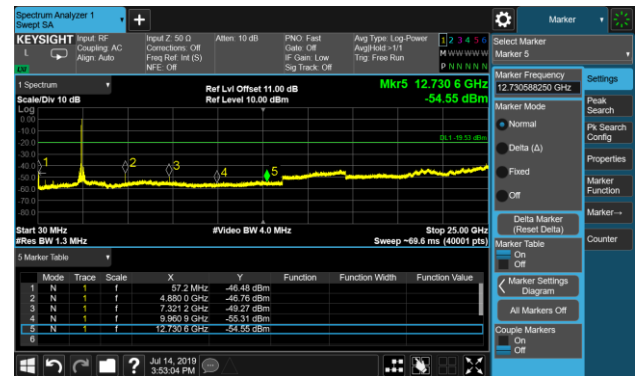 Spectrum Analyzer 1
Swept SA
Marker
KEYSIGHT
L
Input: RF
Coupling: AC
Align: Auto
Input Z: 50 Ω
Corrections: Off
Freq Ref: Int (S)
NFE: Off
Atten: 10 dB
PNO: Fast
Gate: Off
IF Gain: Low
Sig Track: Off
Avg Type: Log-Power
Avg|Hold:>1/1
Trig: Free Run
1 2 3 4 5 6
M W W W W W
P N N N N N
Select Marker
Marker 5
1 Spectrum
Scale/Div 10 dB
Ref Lvl Offset 11.00 dB
Ref Level 10.00 dBm
Mkr5 12.730 6 GHz
-54.55 dBm
Log
0.00
-10.0
-20.0
-30.0
-40.0
-50.0
-60.0
-70.0
-80.0
DL1 -19.53 dBm
1
2
3
4
5
Start 30 MHz
#Res BW 1.3 MHz
#Video BW 4.0 MHz
Stop 25.00 GHz
Sweep ~69.6 ms (40001 pts)
5 Marker Table
Mode Trace Scale X Y Function Function Width Function Value
1 N 1 f 57.2 MHz -46.48 dBm
2 N 1 f 4.880 0 GHz -46.76 dBm
3 N 1 f 7.321 2 GHz -49.27 dBm
4 N 1 f 9.960 9 GHz -55.31 dBm
5 N 1 f 12.730 6 GHz -54.55 dBm
6
Jul 14, 2019
3:53:04 PM
Marker Frequency
12.730588250 GHz
Marker Mode
Normal
Delta (Δ)
Fixed
Off
Delta Marker
(Reset Delta)
Marker Table
On
Off
Marker Settings
Diagram
All Markers Off
Couple Markers
On
Off
Settings
Peak
Search
Pk Search
Config
Properties
Marker
Function
Marker→
Counter